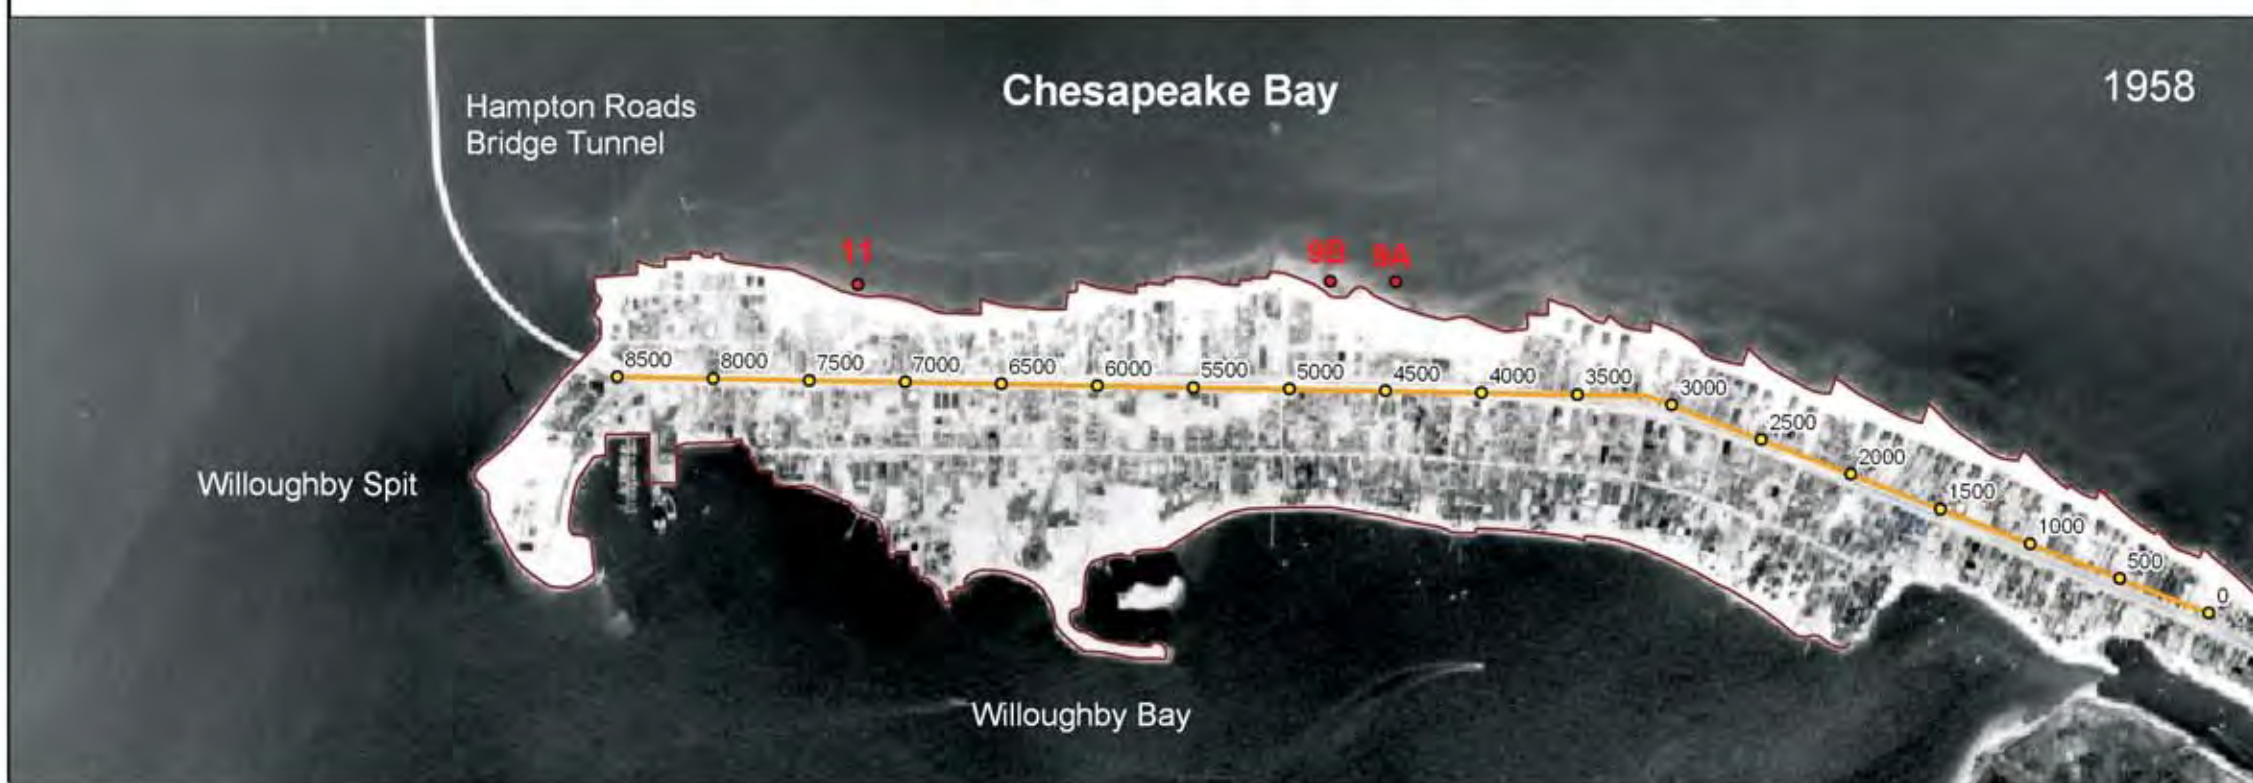 Chesapeake Bay
1958
Hampton Roads
Bridge Tunnel
11
9B
9A
8500
8000
7500
7000
6500
6000
5500
5000
4500
4000
3500
3000
2500
2000
1500
1000
500
0
Willoughby Spit
Willoughby Bay